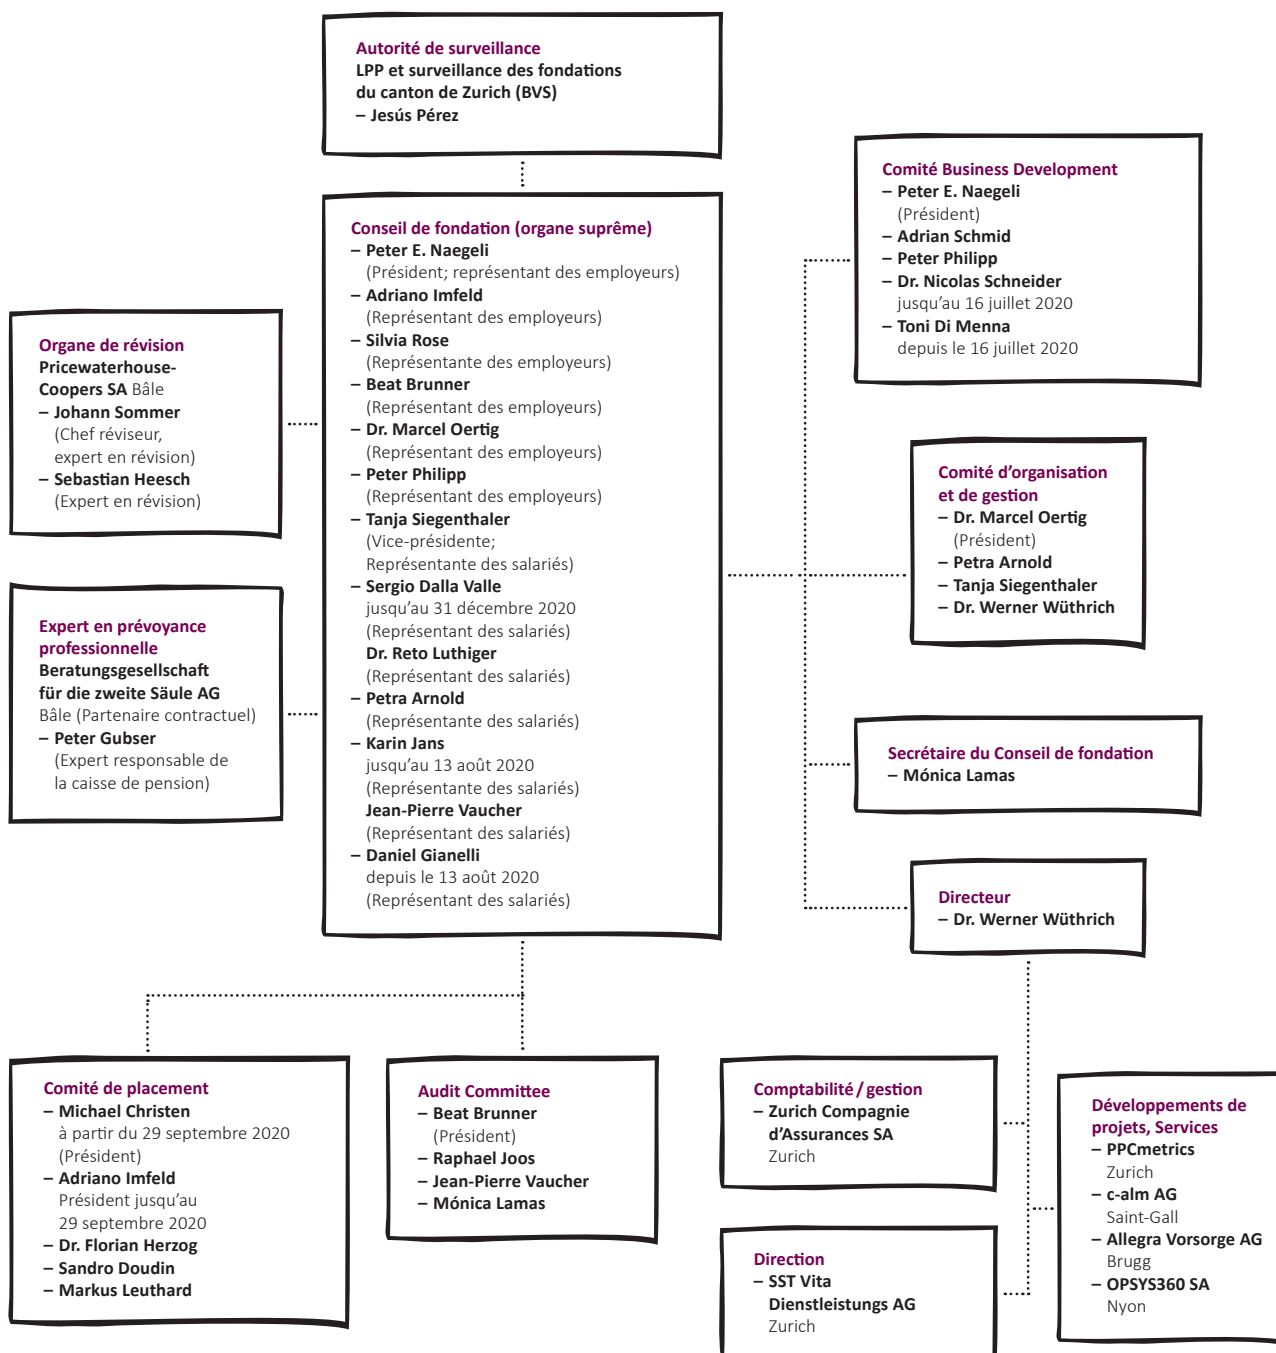 Autorité de surveillance
LPP et surveillance des fondations
du canton de Zurich (BVS)
– Jesús Pérez
Conseil de fondation (organe suprême)
– Peter E. Naegeli
(Président; représentant des employeurs)
– Adriano Imfeld
(Représentant des employeurs)
– Silvia Rose
(Représentante des employeurs)
– Beat Brunner
(Représentant des employeurs)
– Dr. Marcel Oertig
(Représentant des employeurs)
– Peter Philipp
(Représentant des employeurs)
– Tanja Siegenthaler
(Vice-présidente;
Représentante des salariés)
– Sergio Dalla Valle
jusqu’au 31 décembre 2020
(Représentant des salariés)
Dr. Reto Luthiger
(Représentant des salariés)
– Petra Arnold
(Représentante des salariés)
– Karin Jans
jusqu’au 13 août 2020
(Représentante des salariés)
Jean-Pierre Vaucher
(Représentant des salariés)
– Daniel Gianelli
depuis le 13 août 2020
(Représentant des salariés)
Organe de révision
Pricewaterhouse-
Coopers SA Bâle
– Johann Sommer
(Chef réviseur,
expert en révision)
– Sebastian Heesch
(Expert en révision)
Expert en prévoyance
professionnelle
Beratungsgesellschaft
für die zweite Säule AG
Bâle (Partenaire contractuel)
– Peter Gubser
(Expert responsable de
la caisse de pension)
Comité Business Development
– Peter E. Naegeli
(Président)
– Adrian Schmid
– Peter Philipp
– Dr. Nicolas Schneider
jusqu’au 16 juillet 2020
– Toni Di Menna
depuis le 16 juillet 2020
Comité d’organisation
et de gestion
– Dr. Marcel Oertig
(Président)
– Petra Arnold
– Tanja Siegenthaler
– Dr. Werner Wüthrich
Secrétaire du Conseil de fondation
– Mónica Lamas
Directeur
– Dr. Werner Wüthrich
Comité de placement
– Michael Christen
à partir du 29 septembre 2020
(Président)
– Adriano Imfeld
Président jusqu’au
29 septembre 2020
– Dr. Florian Herzog
– Sandro Doudin
– Markus Leuthard
Audit Committee
– Beat Brunner
(Président)
– Raphael Joos
– Jean-Pierre Vaucher
– Mónica Lamas
Comptabilité / gestion
– Zurich Compagnie
d’Assurances SA
Zurich
Direction
– SST Vita
Dienstleistungs AG
Zurich
Développements de
projets, Services
– PPCmetrics
Zurich
– c-alm AG
Saint-Gall
– Allegra Vorsorge AG
Brugg
– OPSYS360 SA
Nyon